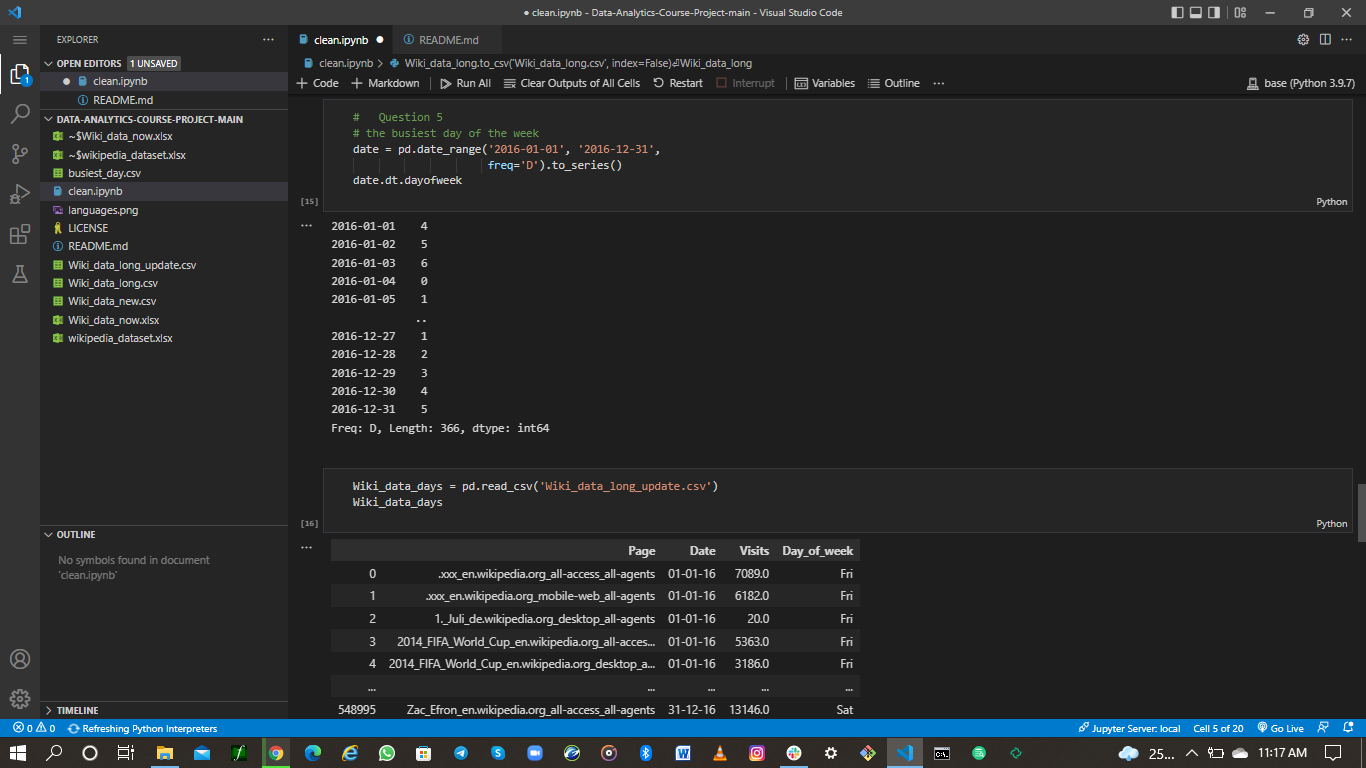 ● clean.ipynb - Data-Analytics-Course-Project-main - Visual Studio Code
EXPLORER
OPEN EDITORS 1 UNSAVED
clean.ipynb
README.md
DATA-ANALYTICS-COURSE-PROJECT-MAIN
~$Wiki_data_now.xlsx
~$wikipedia_dataset.xlsx
busiest_day.csv
clean.ipynb
languages.png
LICENSE
README.md
Wiki_data_long_update.csv
Wiki_data_long.csv
Wiki_data_new.csv
Wiki_data_now.xlsx
wikipedia_dataset.xlsx
OUTLINE
No symbols found in document
'clean.ipynb'
TIMELINE
clean.ipynb ● README.md
clean.ipynb > Wiki_data_long.to_csv('Wiki_data_long.csv', index=False)⏎Wiki_data_long
+ Code + Markdown Run All Clear Outputs of All Cells Restart Interrupt Variables Outline ... base (Python 3.9.7)
# Question 5
# the busiest day of the week
date = pd.date_range('2016-01-01', '2016-12-31',
freq='D').to_series()
date.dt.dayofweek
[15] Python
2016-01-01 4
2016-01-02 5
2016-01-03 6
2016-01-04 0
2016-01-05 1
..
2016-12-27 1
2016-12-28 2
2016-12-29 3
2016-12-30 4
2016-12-31 5
Freq: D, Length: 366, dtype: int64
Wiki_data_days = pd.read_csv('Wiki_data_long_update.csv')
Wiki_data_days
[16] Python
Page Date Visits Day_of_week
0 .xxx_en.wikipedia.org_all-access_all-agents 01-01-16 7089.0 Fri
1 .xxx_en.wikipedia.org_mobile-web_all-agents 01-01-16 6182.0 Fri
2 1._Juli_de.wikipedia.org_desktop_all-agents 01-01-16 20.0 Fri
3 2014_FIFA_World_Cup_en.wikipedia.org_all-acces... 01-01-16 5363.0 Fri
4 2014_FIFA_World_Cup_en.wikipedia.org_desktop_a... 01-01-16 3186.0 Fri
... ... ... ... ...
548995 Zac_Efron_en.wikipedia.org_all-access_all-agents 31-12-16 13146.0 Sat
0 0 Refreshing Python Interpreters Jupyter Server: local Cell 5 of 20 Go Live
25... 11:17 AM